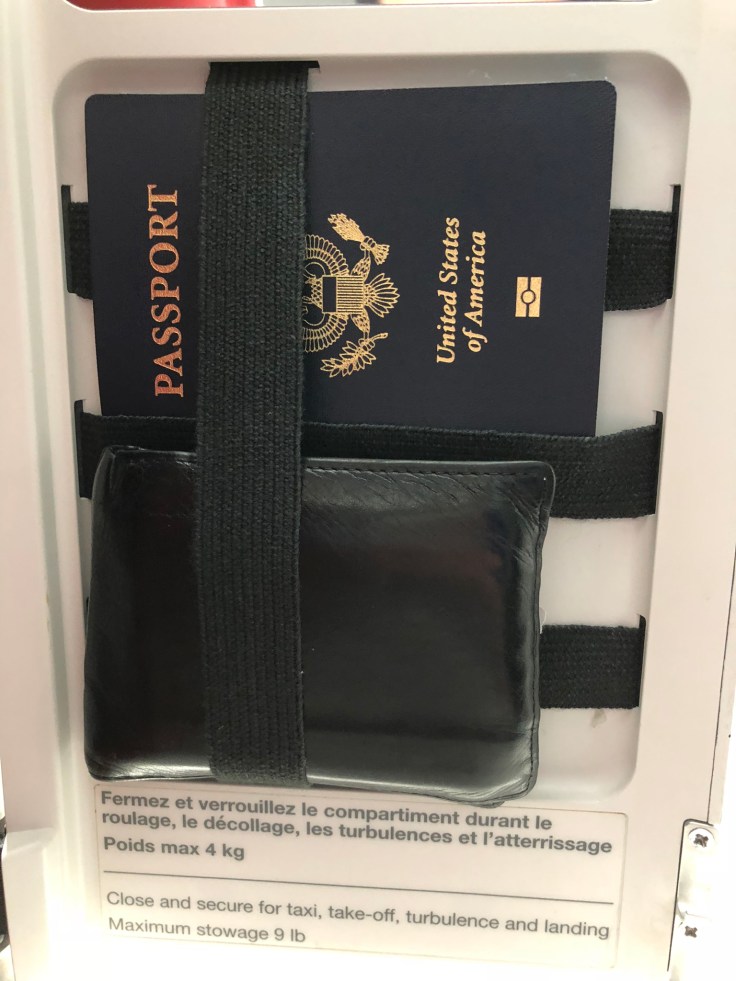 PASSPORT
United States
of America
Fermez et verrouillez le compartiment durant le
roulage, le décollage, les turbulences et l'atterrissage
Poids max 4 kg
Close and secure for taxi, take-off, turbulence and landing
Maximum stowage 9 lb